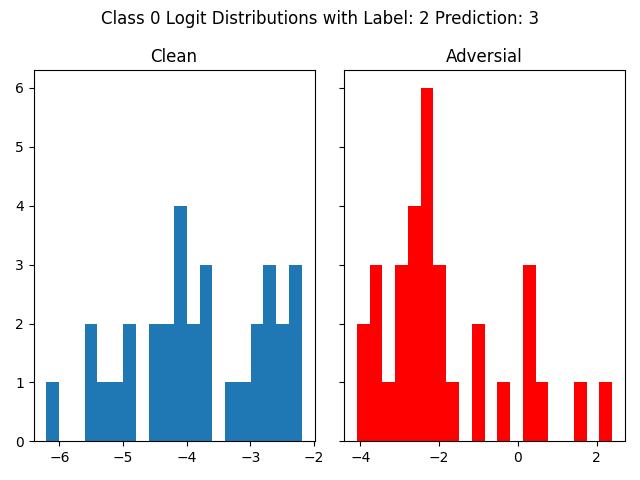 Class 0 Logit Distributions with Label: 2 Prediction: 3
Clean
Adversial
6
5
4
3
2
1
0
−6 −5 −4 −3 −2
−4 −2 0 2